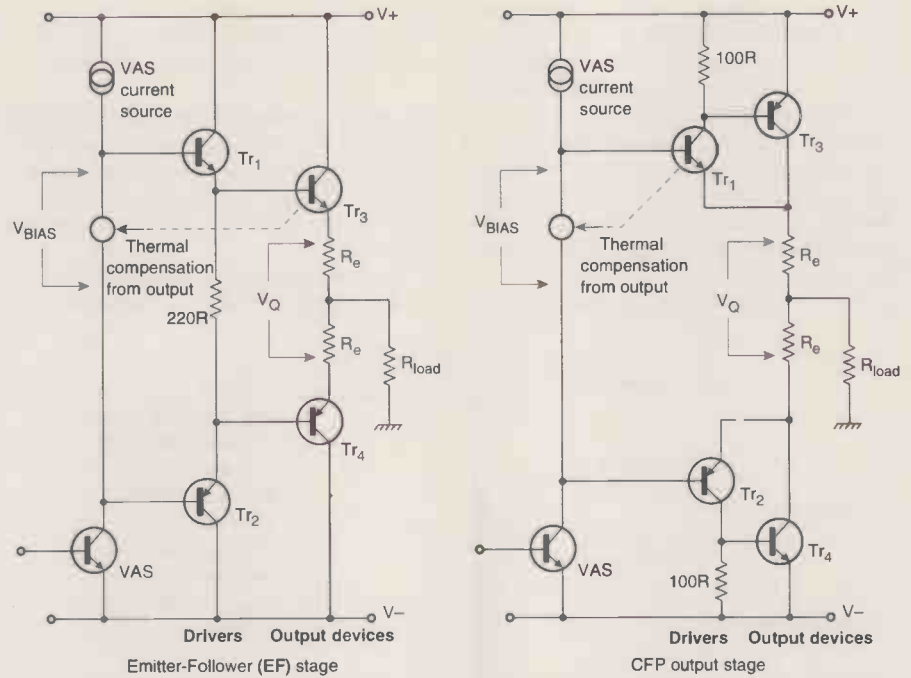 V+
VAS
current
source
Tr1
Tr3
VBIAS
Thermal
compensation
from output
220R
Re
VQ
Re
Rload
Tr4
Tr2
VAS
V–
Drivers
Output devices
Emitter-Follower (EF) stage
V+
100R
VAS
current
source
Tr3
Tr1
VBIAS
Thermal
compensation
from output
Re
VQ
Re
Rload
Tr2
Tr4
VAS
100R
V–
Drivers
Output devices
CFP output stage